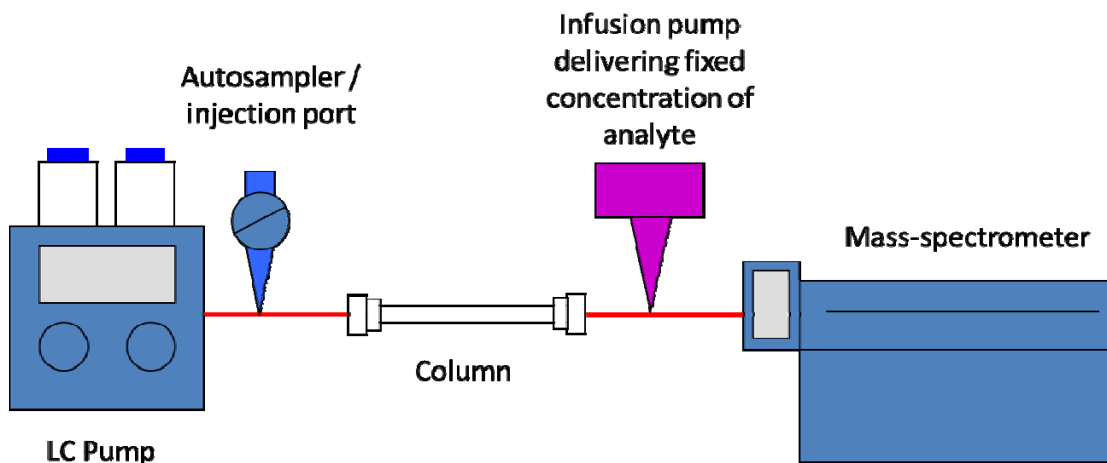 Autosampler /
injection port
Infusion pump
delivering fixed
concentration of
analyte
Mass-spectrometer
Column
LC Pump